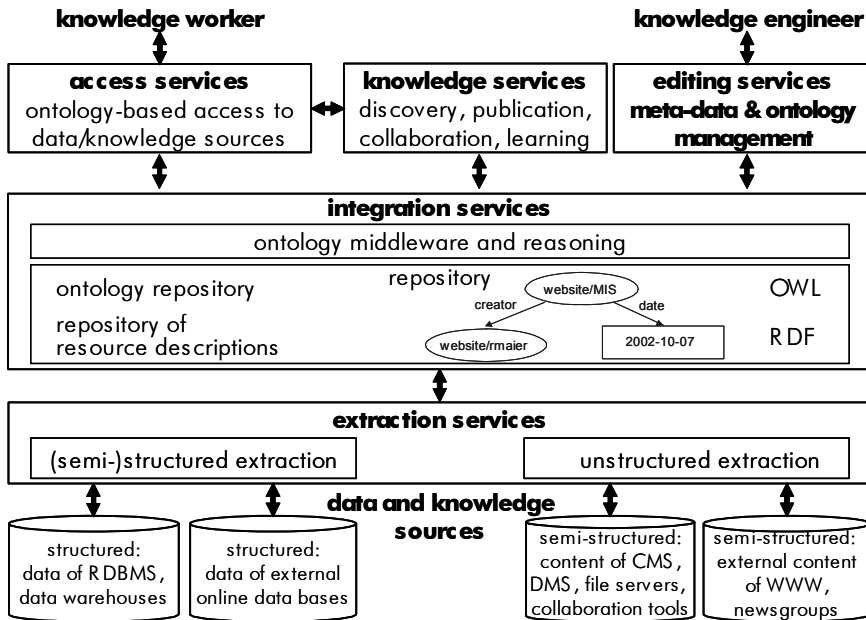 knowledge worker
knowledge engineer
access services
ontology-based access to
data/knowledge sources
knowledge services
discovery, publication,
collaboration, learning
editing services
meta-data & ontology
management
integration services
ontology middleware and reasoning
repository
ontology repository
website/MIS
OWL
creator
date
repository of
resource descriptions
website/rmaier
2002-10-07
RDF
extraction services
(semi-)structured extraction
unstructured extraction
data and knowledge
sources
structured:
data of RDBMS,
data warehouses
structured:
data of external
online data bases
semi-structured:
content of CMS,
DMS, file servers,
collaboration tools
semi-structured:
external content
of WWW,
newsgroups